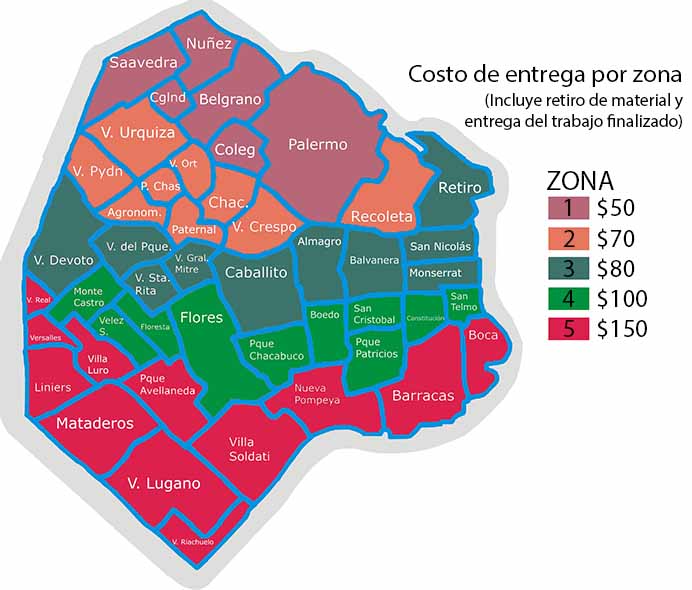 Costo de entrega por zona
(Incluye retiro de material y
entrega del trabajo finalizado)
ZONA
1 $50
2 $70
3 $80
4 $100
5 $150
Nuñez
Saavedra
Cglnd
Belgrano
V. Urquiza
Coleg
Palermo
V. Ort
V. Pydn
P. Chas
Retiro
Chac.
Agronom.
Recoleta
Paternal
V. Crespo
Almagro
San Nicolás
V. del Pque.
V. Devoto
V. Gral.
Mitre
Balvanera
Caballito
Monserrat
V. Sta.
Rita
Monte
Castro
V. Real
San
Telmo
Velez
S.
Floresta
Flores
Boedo
San
Cristobal
Constitución
Versalles
Boca
Pque
Chacabuco
Pque
Patricios
Villa
Luro
Liniers
Pque
Avellaneda
Nueva
Pompeya
Barracas
Mataderos
Villa
Soldati
V. Lugano
V. Riachuelo